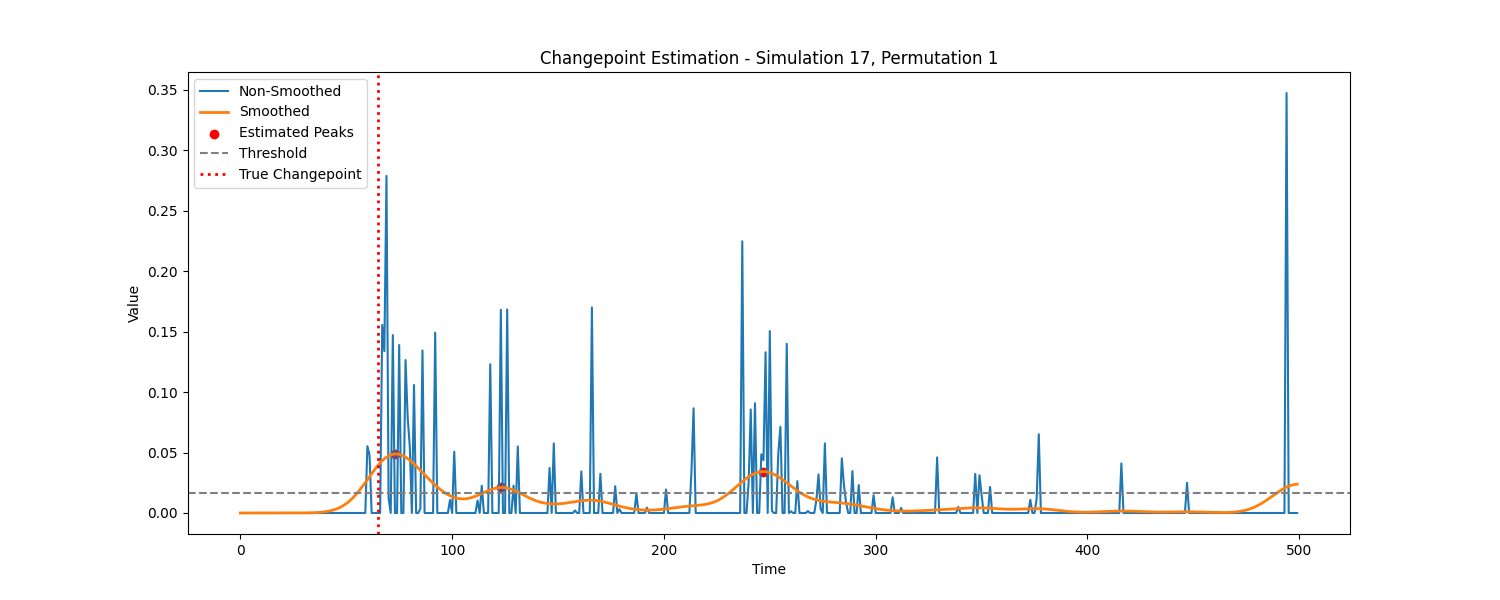 Changepoint Estimation - Simulation 17, Permutation 1
Non-Smoothed
Smoothed
Estimated Peaks
Threshold
True Changepoint
0.35
0.30
0.25
0.20
0.15
0.10
0.05
0.00
Value
0 100 200 300 400 500
Time